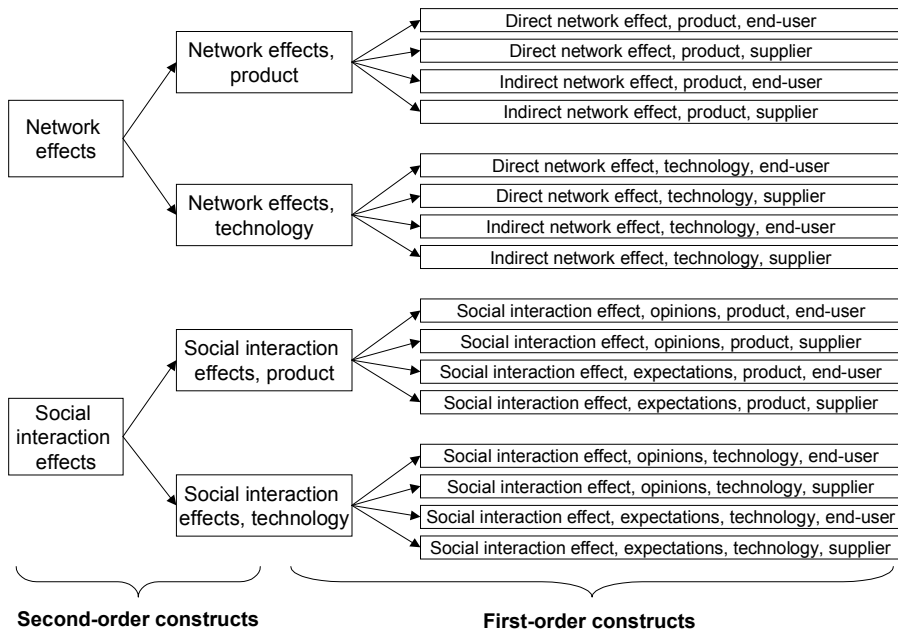 Network
effects
Network effects,
product
Direct network effect, product, end-user
Direct network effect, product, supplier
Indirect network effect, product, end-user
Indirect network effect, product, supplier
Network effects,
technology
Direct network effect, technology, end-user
Direct network effect, technology, supplier
Indirect network effect, technology, end-user
Indirect network effect, technology, supplier
Social
interaction
effects
Social interaction
effects, product
Social interaction effect, opinions, product, end-user
Social interaction effect, opinions, product, supplier
Social interaction effect, expectations, product, end-user
Social interaction effect, expectations, product, supplier
Social interaction
effects, technology
Social interaction effect, opinions, technology, end-user
Social interaction effect, opinions, technology, supplier
Social interaction effect, expectations, technology, end-user
Social interaction effect, expectations, technology, supplier
Second-order constructs
First-order constructs